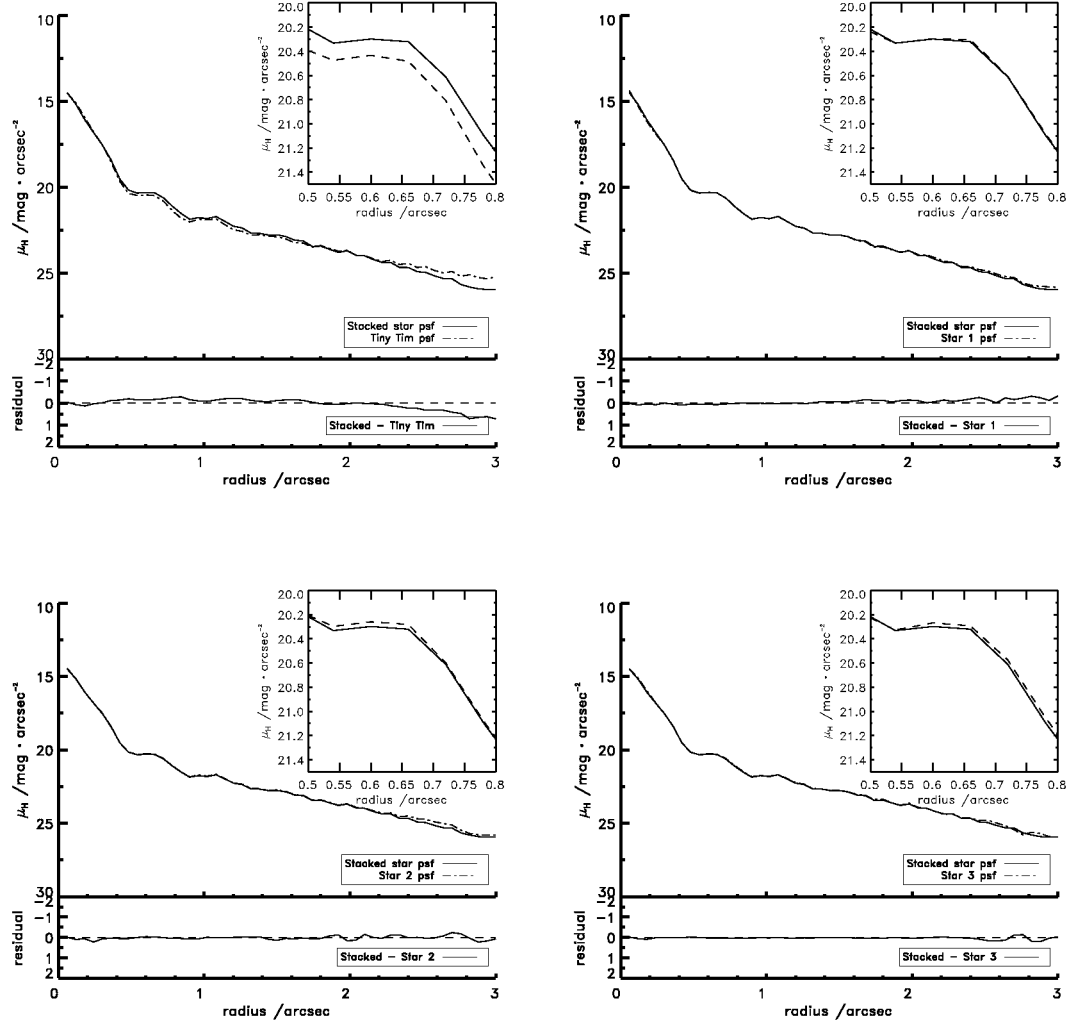 10
15
20
25
30
μH /mag · arcsec⁻²
20.0
20.2
20.4
20.6
20.8
21.0
21.2
21.4
μH /mag · arcsec⁻²
0.5 0.55 0.6 0.65 0.7 0.75 0.8
radius /arcsec
Stacked star psf
Tiny Tim psf
−2
−1
0
1
2
residual
Stacked − Tiny Tim
0 1 2 3
radius /arcsec
10
15
20
25
30
μH /mag · arcsec⁻²
20.0
20.2
20.4
20.6
20.8
21.0
21.2
21.4
μH /mag · arcsec⁻²
0.5 0.55 0.6 0.65 0.7 0.75 0.8
radius /arcsec
Stacked star psf
Star 1 psf
−2
−1
0
1
2
residual
Stacked − Star 1
0 1 2 3
radius /arcsec
10
15
20
25
30
μH /mag · arcsec⁻²
20.0
20.2
20.4
20.6
20.8
21.0
21.2
21.4
μH /mag · arcsec⁻²
0.5 0.55 0.6 0.65 0.7 0.75 0.8
radius /arcsec
Stacked star psf
Star 2 psf
−2
−1
0
1
2
residual
Stacked − Star 2
0 1 2 3
radius /arcsec
10
15
20
25
30
μH /mag · arcsec⁻²
20.0
20.2
20.4
20.6
20.8
21.0
21.2
21.4
μH /mag · arcsec⁻²
0.5 0.55 0.6 0.65 0.7 0.75 0.8
radius /arcsec
Stacked star psf
Star 3 psf
−2
−1
0
1
2
residual
Stacked − Star 3
0 1 2 3
radius /arcsec